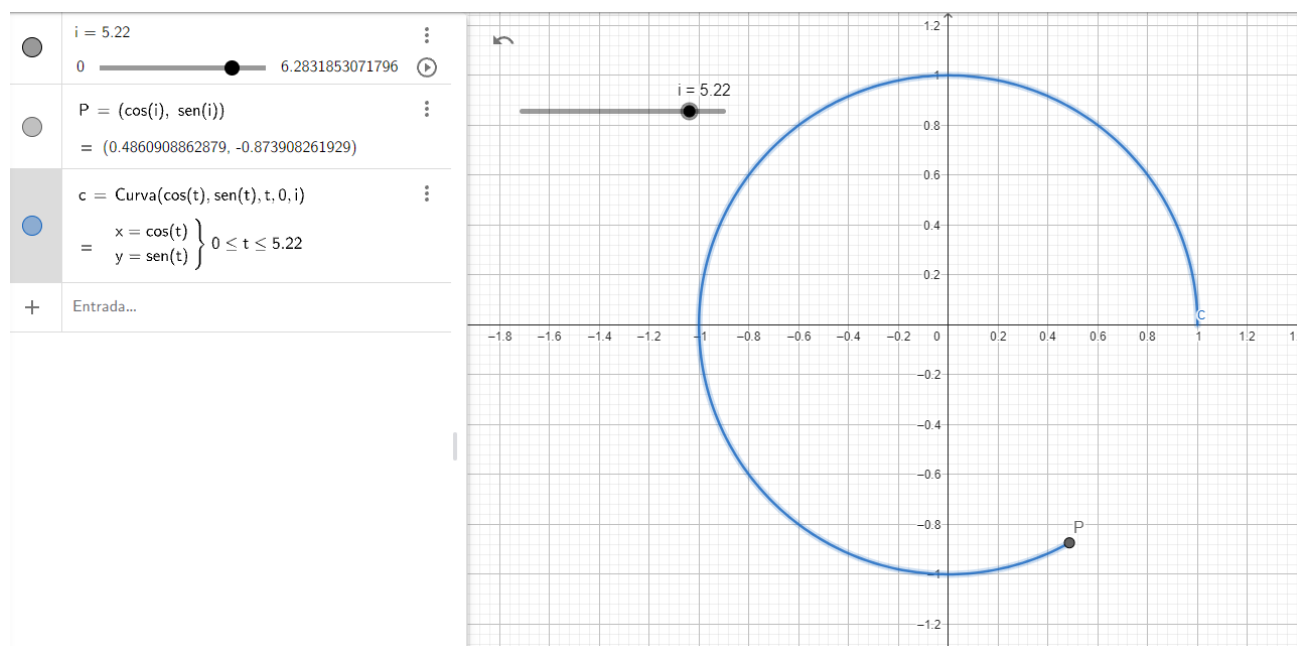 i = 5.22
0 6.2831853071796
P = (cos(i), sen(i))
= (0.4860908862879, -0.873908261929)
c = Curva(cos(t), sen(t), t, 0, i)
= x = cos(t) } 0 ≤ t ≤ 5.22
y = sen(t)
+ Entrada...
i = 5.22
1.2
1
0.8
0.6
0.4
0.2
c
−1.8 −1.6 −1.4 −1.2 −1 −0.8 −0.6 −0.4 −0.2 0 0.2 0.4 0.6 0.8 1 1.2 1.
−0.2
−0.4
−0.6
−0.8
P
−1
−1.2